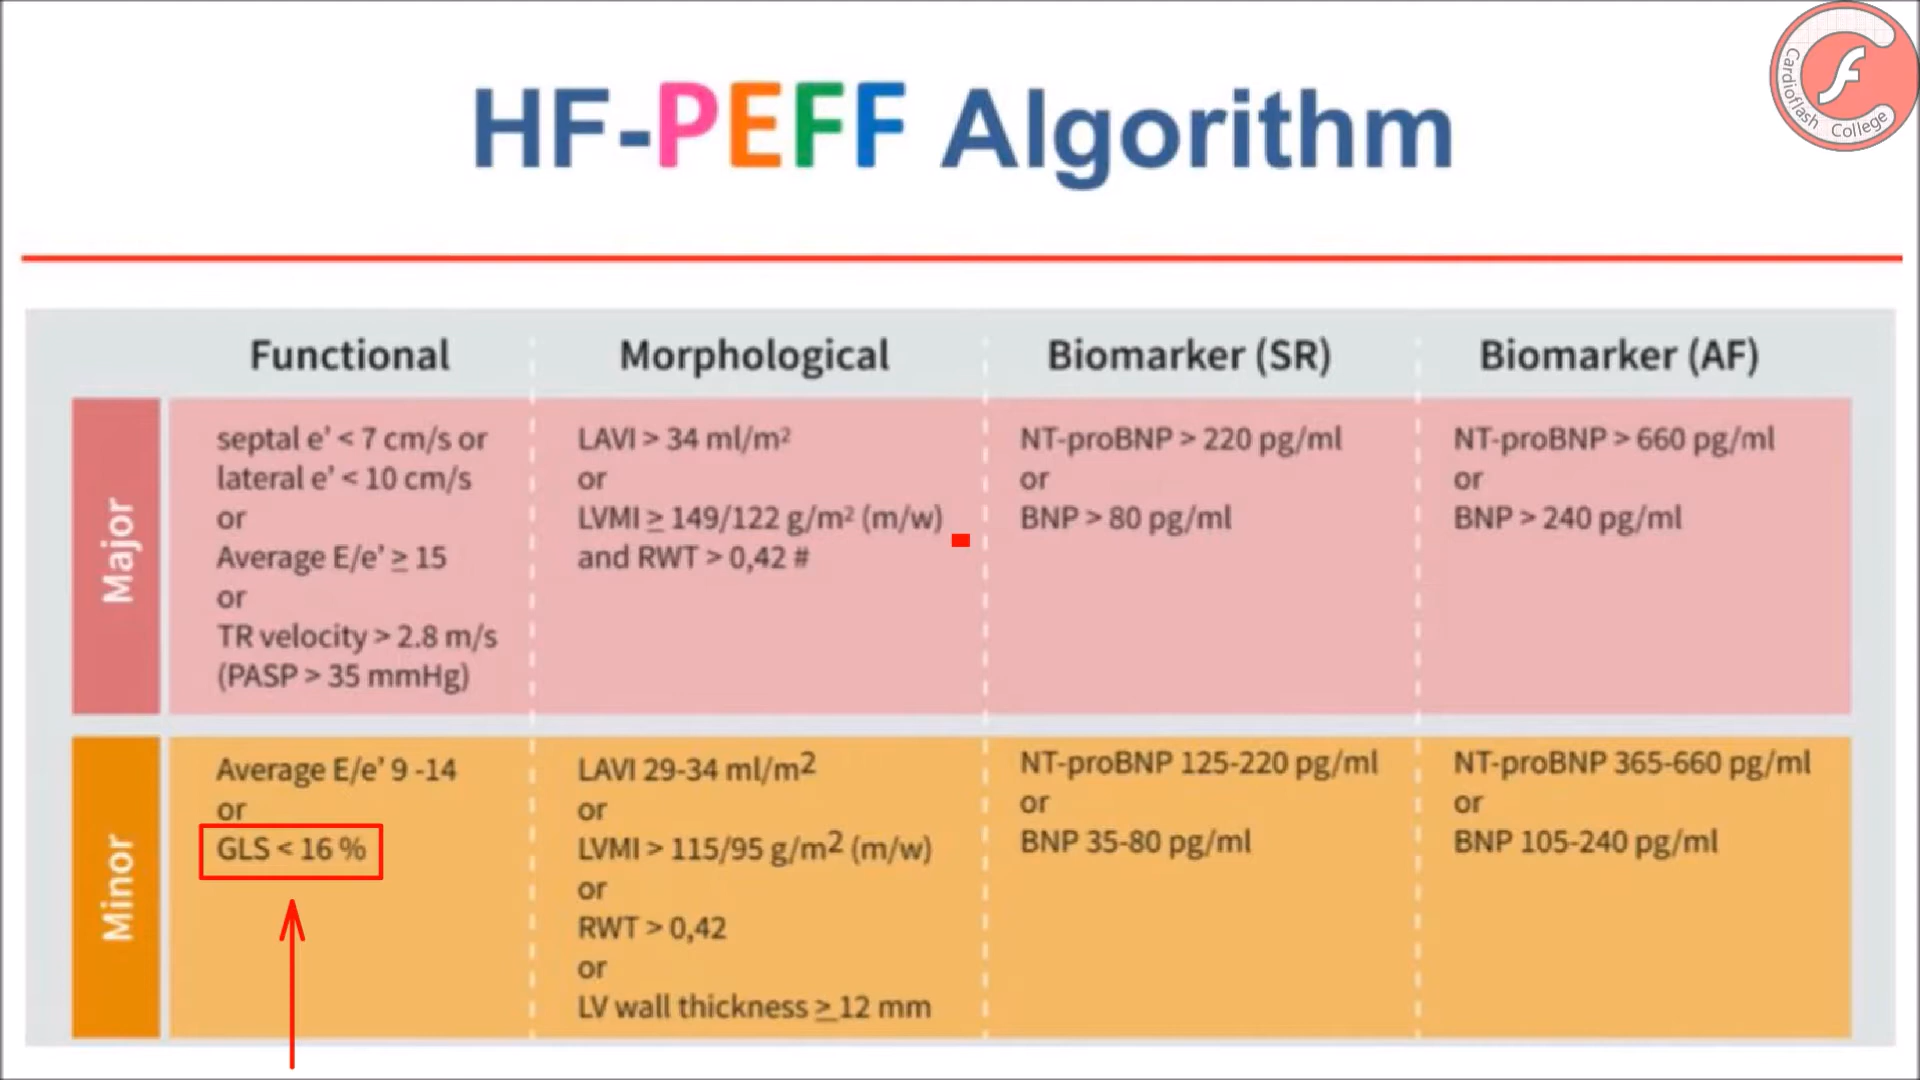 HF-PEFF Algorithm
Cardioflash College
Functional
Morphological
Biomarker (SR)
Biomarker (AF)
Major
septal e' < 7 cm/s or
lateral e' < 10 cm/s
or
Average E/e' ≥ 15
or
TR velocity > 2.8 m/s
(PASP > 35 mmHg)
LAVI > 34 ml/m²
or
LVMI ≥ 149/122 g/m² (m/w)
and RWT > 0,42 #
NT-proBNP > 220 pg/ml
or
BNP > 80 pg/ml
NT-proBNP > 660 pg/ml
or
BNP > 240 pg/ml
Minor
Average E/e' 9 -14
or
GLS < 16 %
LAVI 29-34 ml/m2
or
LVMI > 115/95 g/m2 (m/w)
or
RWT > 0,42
or
LV wall thickness ≥ 12 mm
NT-proBNP 125-220 pg/ml
or
BNP 35-80 pg/ml
NT-proBNP 365-660 pg/ml
or
BNP 105-240 pg/ml